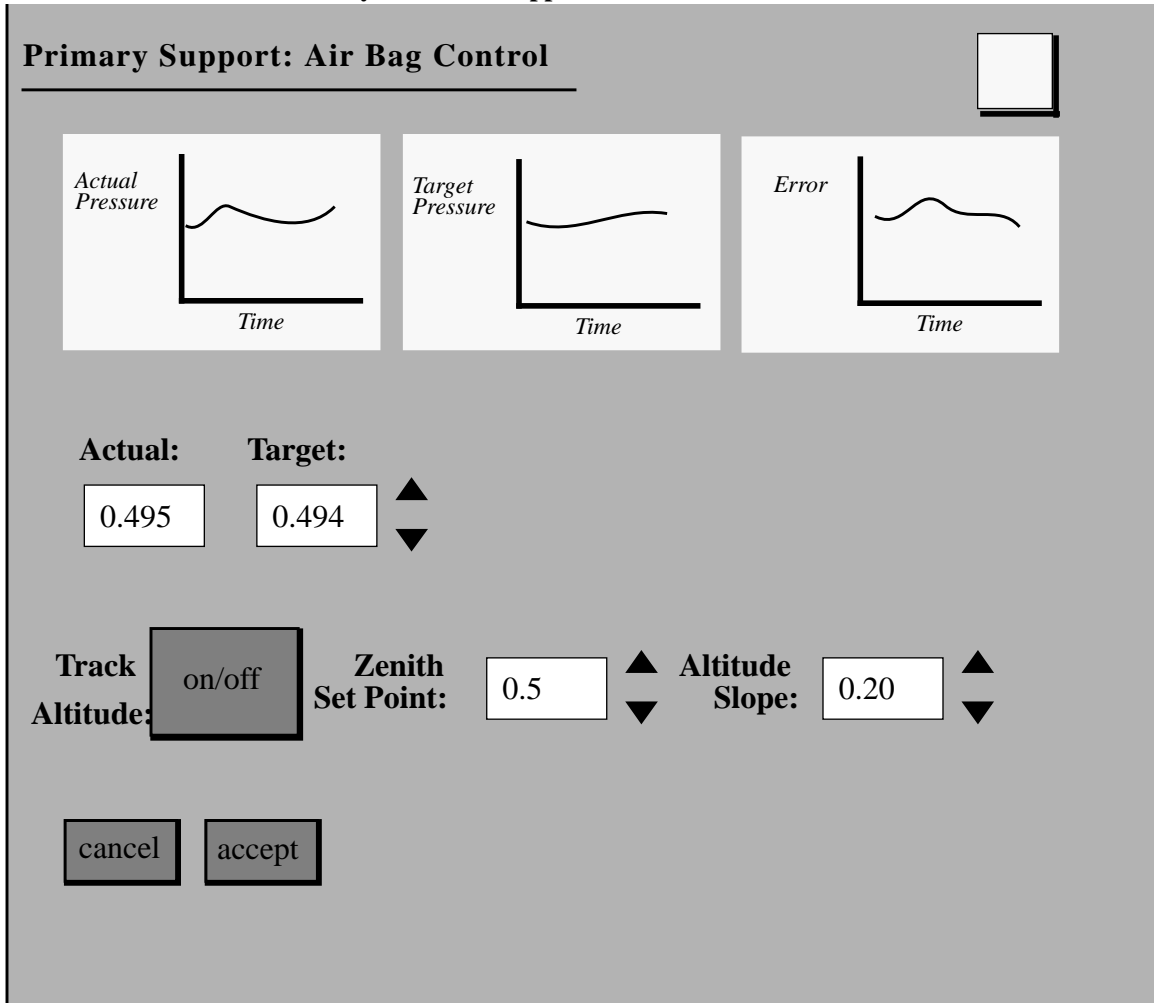 Primary Support: Air Bag Control
Actual
Pressure
Time
Target
Pressure
Time
Error
Time
Actual:
Target:
0.495
0.494
Track
Altitude:
on/off
Zenith
Set Point:
0.5
Altitude
Slope:
0.20
cancel
accept